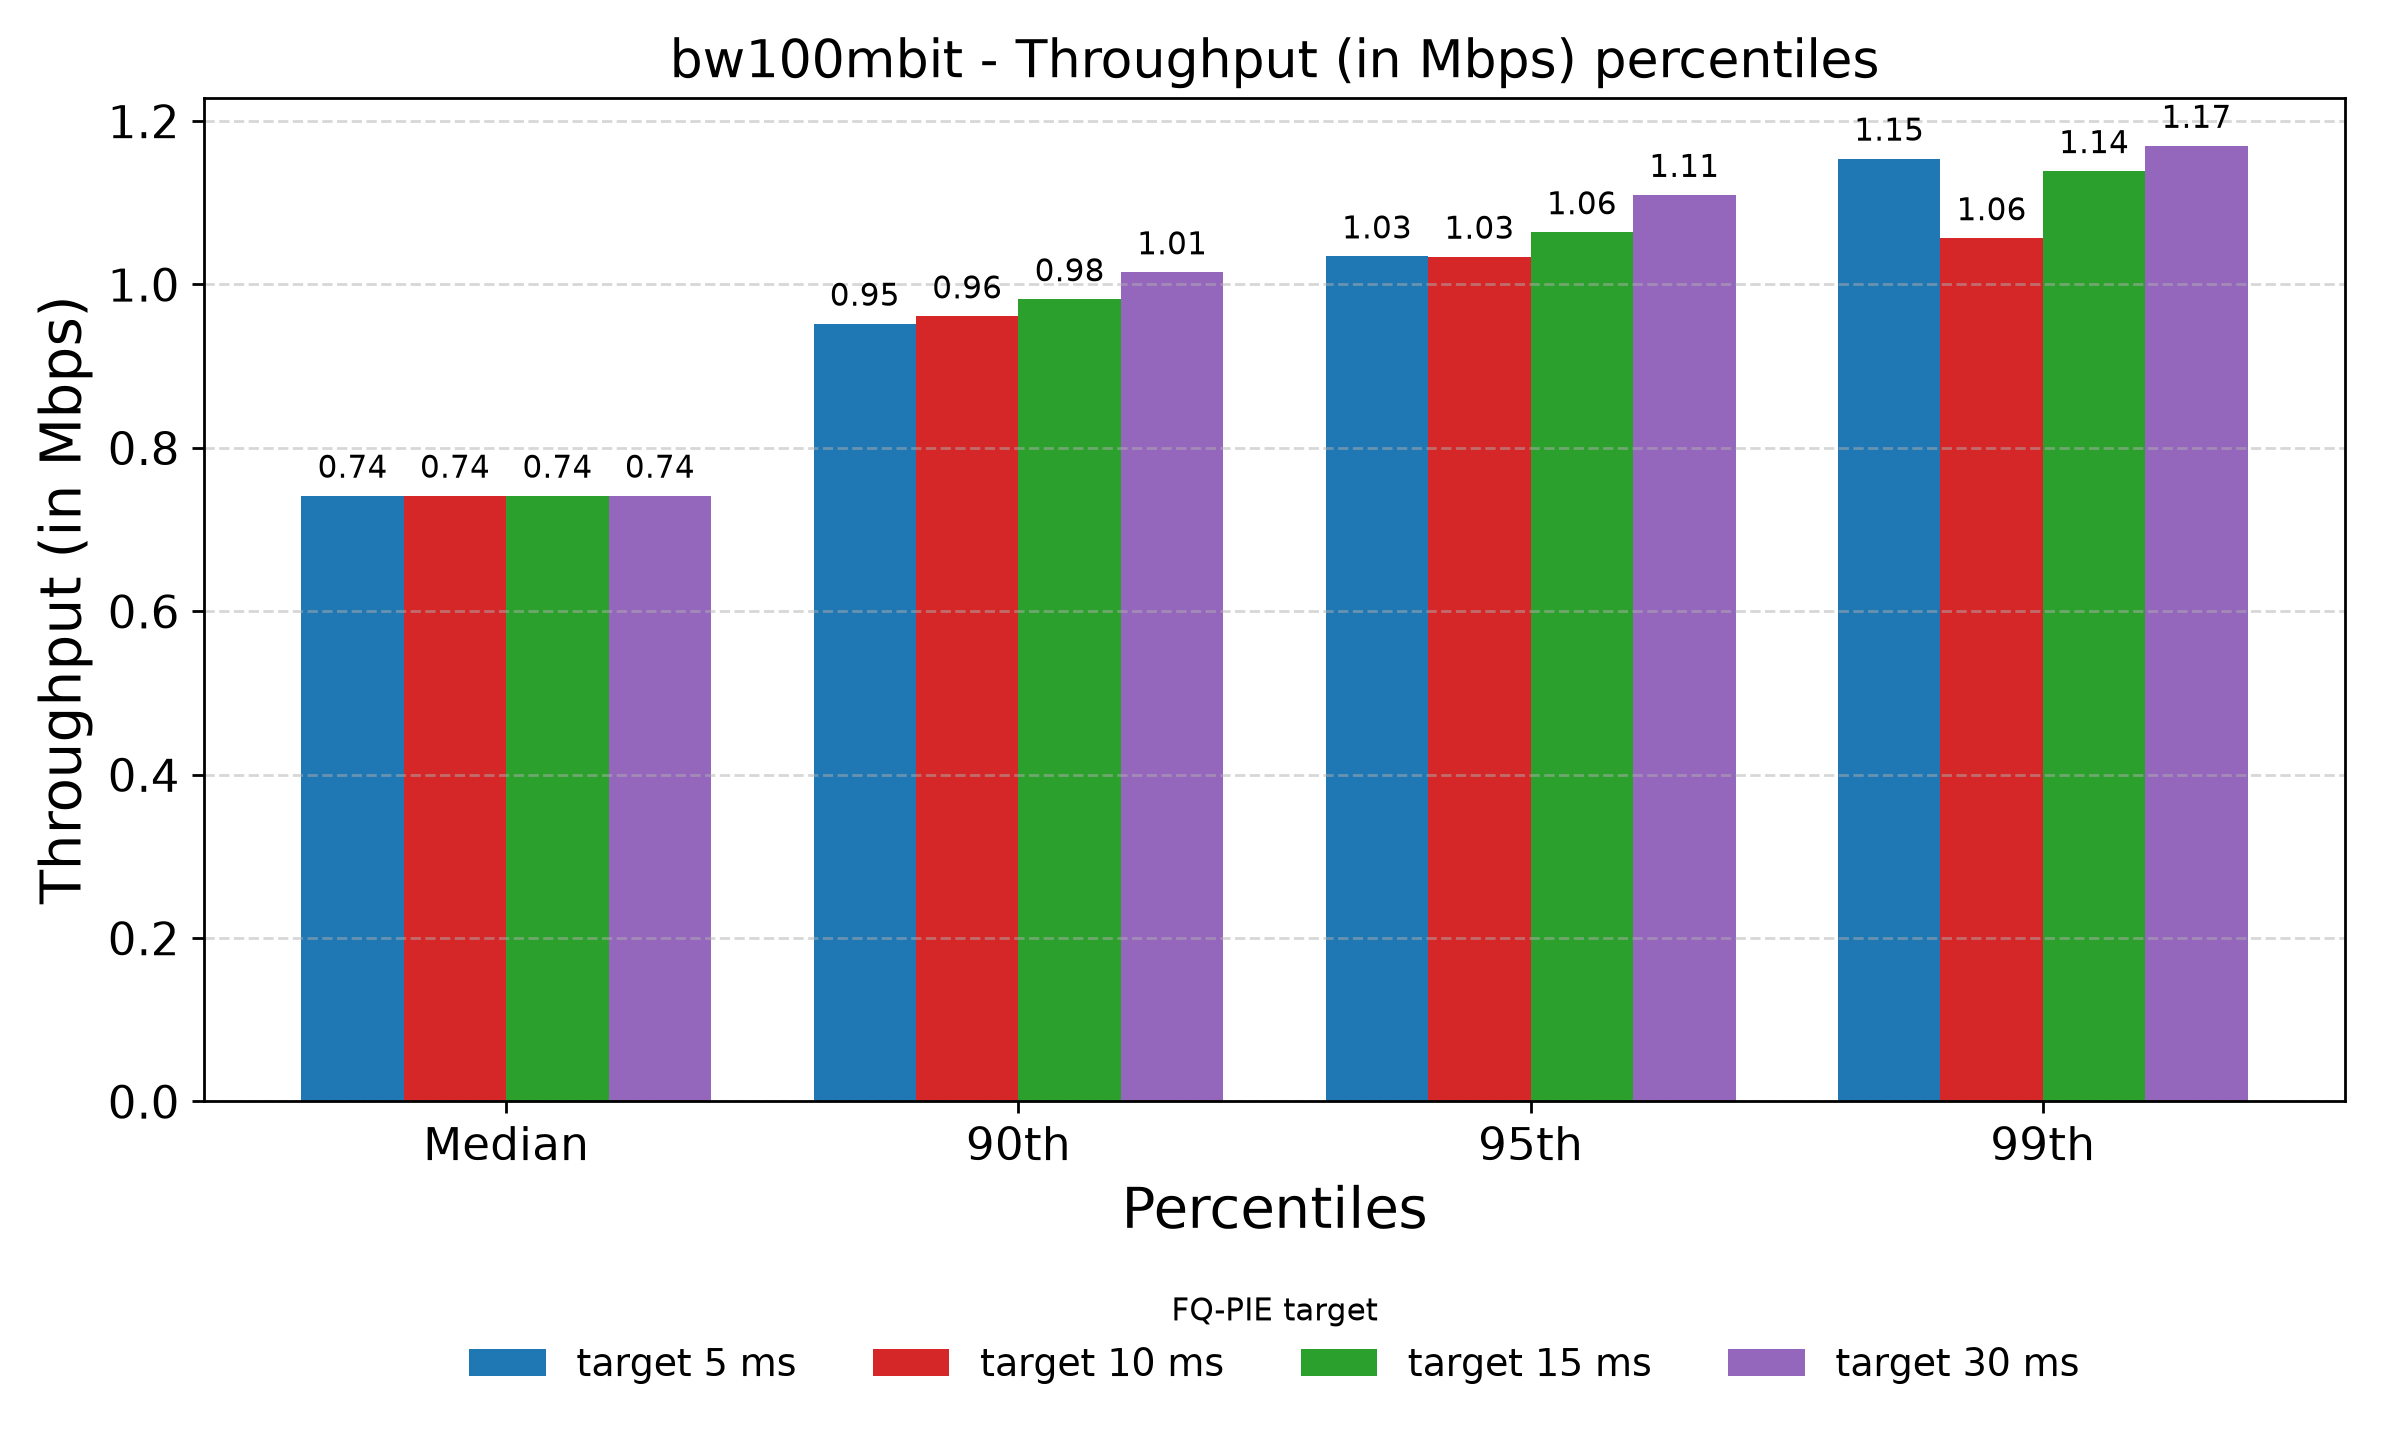 bw100mbit - Throughput (in Mbps) percentiles
Throughput (in Mbps)
1.2
1.0
0.8
0.6
0.4
0.2
0.0
0.74 0.74 0.74 0.74
0.95 0.96 0.98 1.01
1.03 1.03 1.06 1.11
1.15 1.06 1.14 1.17
Median 90th 95th 99th
Percentiles
FQ-PIE target
target 5 ms target 10 ms target 15 ms target 30 ms